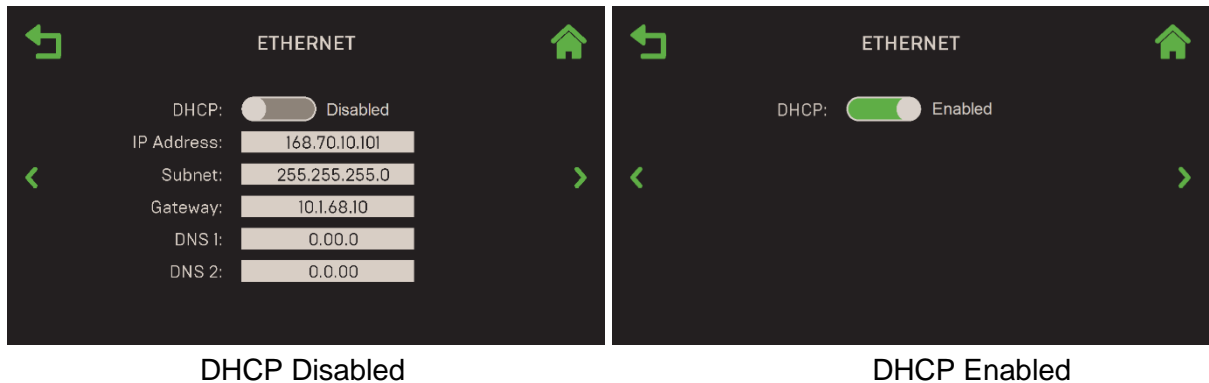 ETHERNET
DHCP: Disabled
IP Address: 168.70.10.101
Subnet: 255.255.255.0
Gateway: 10.1.68.10
DNS 1: 0.00.0
DNS 2: 0.0.00
DHCP Disabled
ETHERNET
DHCP: Enabled
DHCP Enabled